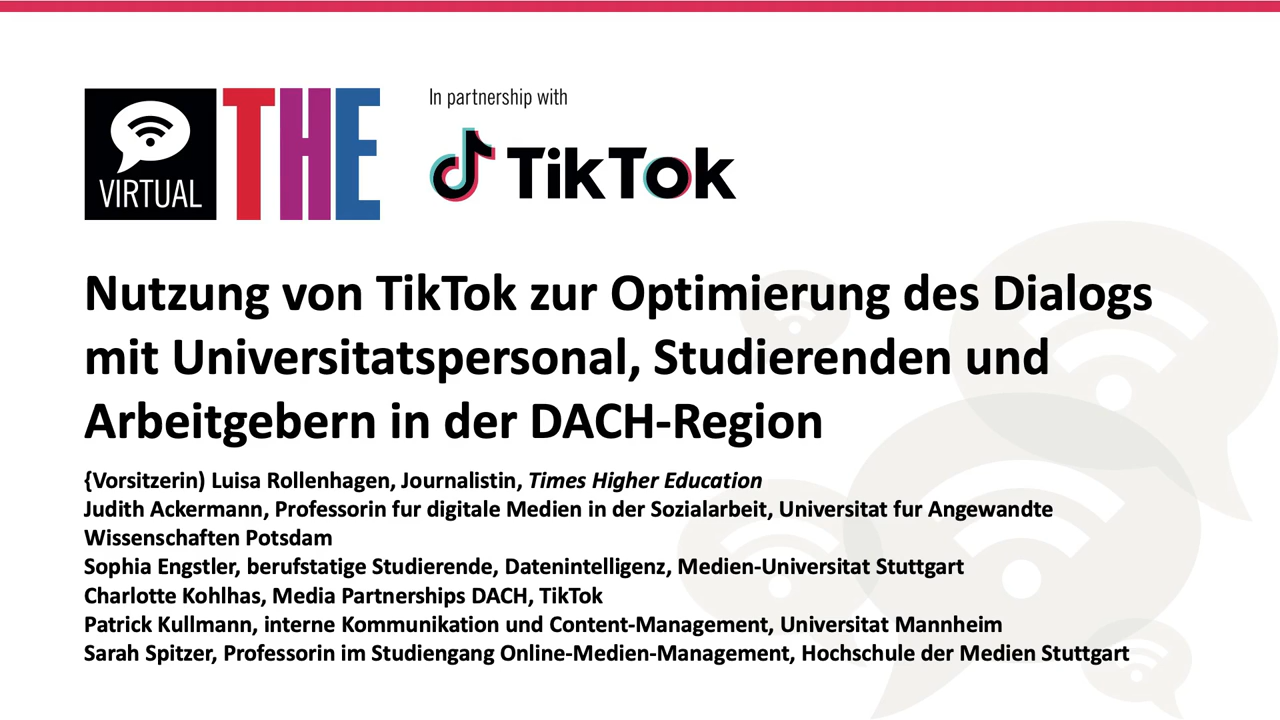 VIRTUAL
THE
In partnership with
TikTok
Nutzung von TikTok zur Optimierung des Dialogs
mit Universitatspersonal, Studierenden und
Arbeitgebern in der DACH-Region
{Vorsitzerin) Luisa Rollenhagen, Journalistin, Times Higher Education
Judith Ackermann, Professorin fur digitale Medien in der Sozialarbeit, Universitat fur Angewandte
Wissenschaften Potsdam
Sophia Engstler, berufstatige Studierende, Datenintelligenz, Medien-Universitat Stuttgart
Charlotte Kohlhas, Media Partnerships DACH, TikTok
Patrick Kullmann, interne Kommunikation und Content-Management, Universitat Mannheim
Sarah Spitzer, Professorin im Studiengang Online-Medien-Management, Hochschule der Medien Stuttgart